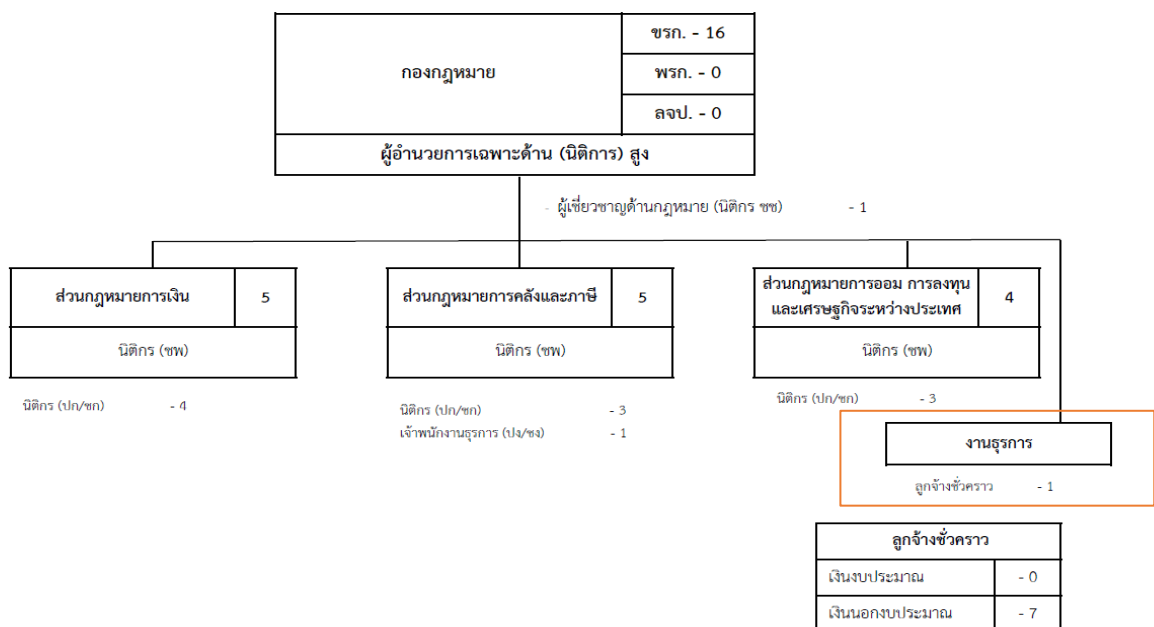 กองกฎหมาย
ขรก. - 16
พรก. - 0
ลจป. - 0
ผู้อำนวยการเฉพาะด้าน (นิติการ) สูง
- ผู้เชี่ยวชาญด้านกฎหมาย (นิติกร ชช) - 1
ส่วนกฎหมายการเงิน 5
นิติกร (ชพ)
นิติกร (ปก/ชก) - 4
ส่วนกฎหมายการคลังและภาษี 5
นิติกร (ชพ)
นิติกร (ปก/ชก) - 3
เจ้าพนักงานธุรการ (ปง/ชง) - 1
ส่วนกฎหมายการออม การลงทุน
และเศรษฐกิจระหว่างประเทศ 4
นิติกร (ชพ)
นิติกร (ปก/ชก) - 3
งานธุรการ
ลูกจ้างชั่วคราว - 1
ลูกจ้างชั่วคราว
เงินงบประมาณ - 0
เงินนอกงบประมาณ - 7